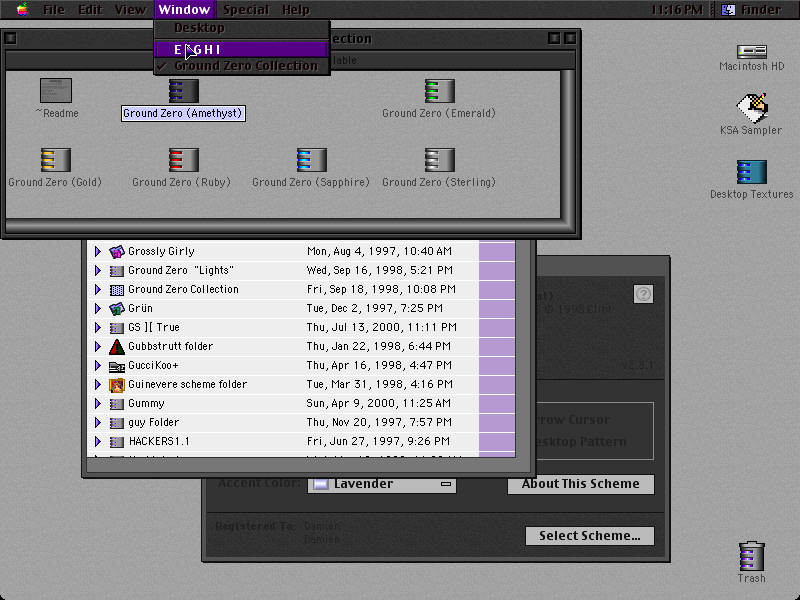 File Edit View Window Special Help 11:16 PM Finder
Desktop
Ground Zero Collection
~Readme
Ground Zero (Amethyst)
Ground Zero (Emerald)
Ground Zero (Gold)
Ground Zero (Ruby)
Ground Zero (Sapphire)
Ground Zero (Sterling)
Macintosh HD
KSA Sampler
Desktop Textures
Trash
Grossly Girly Mon, Aug 4, 1997, 10:40 AM
Ground Zero "Lights" Wed, Sep 16, 1998, 5:21 PM
Ground Zero Collection Fri, Sep 18, 1998, 10:08 PM
Grün Tue, Dec 2, 1997, 7:25 PM
GS ][ True Thu, Jul 13, 2000, 11:11 PM
Gubbstrutt folder Thu, Jan 22, 1998, 6:44 PM
GucciKoo+ Thu, Apr 16, 1998, 4:47 PM
Guinevere scheme folder Tue, Mar 31, 1998, 4:16 PM
Gummy Sun, Apr 9, 2000, 11:25 AM
guy Folder Thu, Nov 20, 1997, 7:57 PM
HACKERS1.1 Fri, Jun 27, 1997, 9:26 PM
© 1998 Clint
v2.3.1
rrow Cursor
esktop Pattern
Accent Color: Lavender
About This Scheme
Registered To: Damien
Damien
Select Scheme...